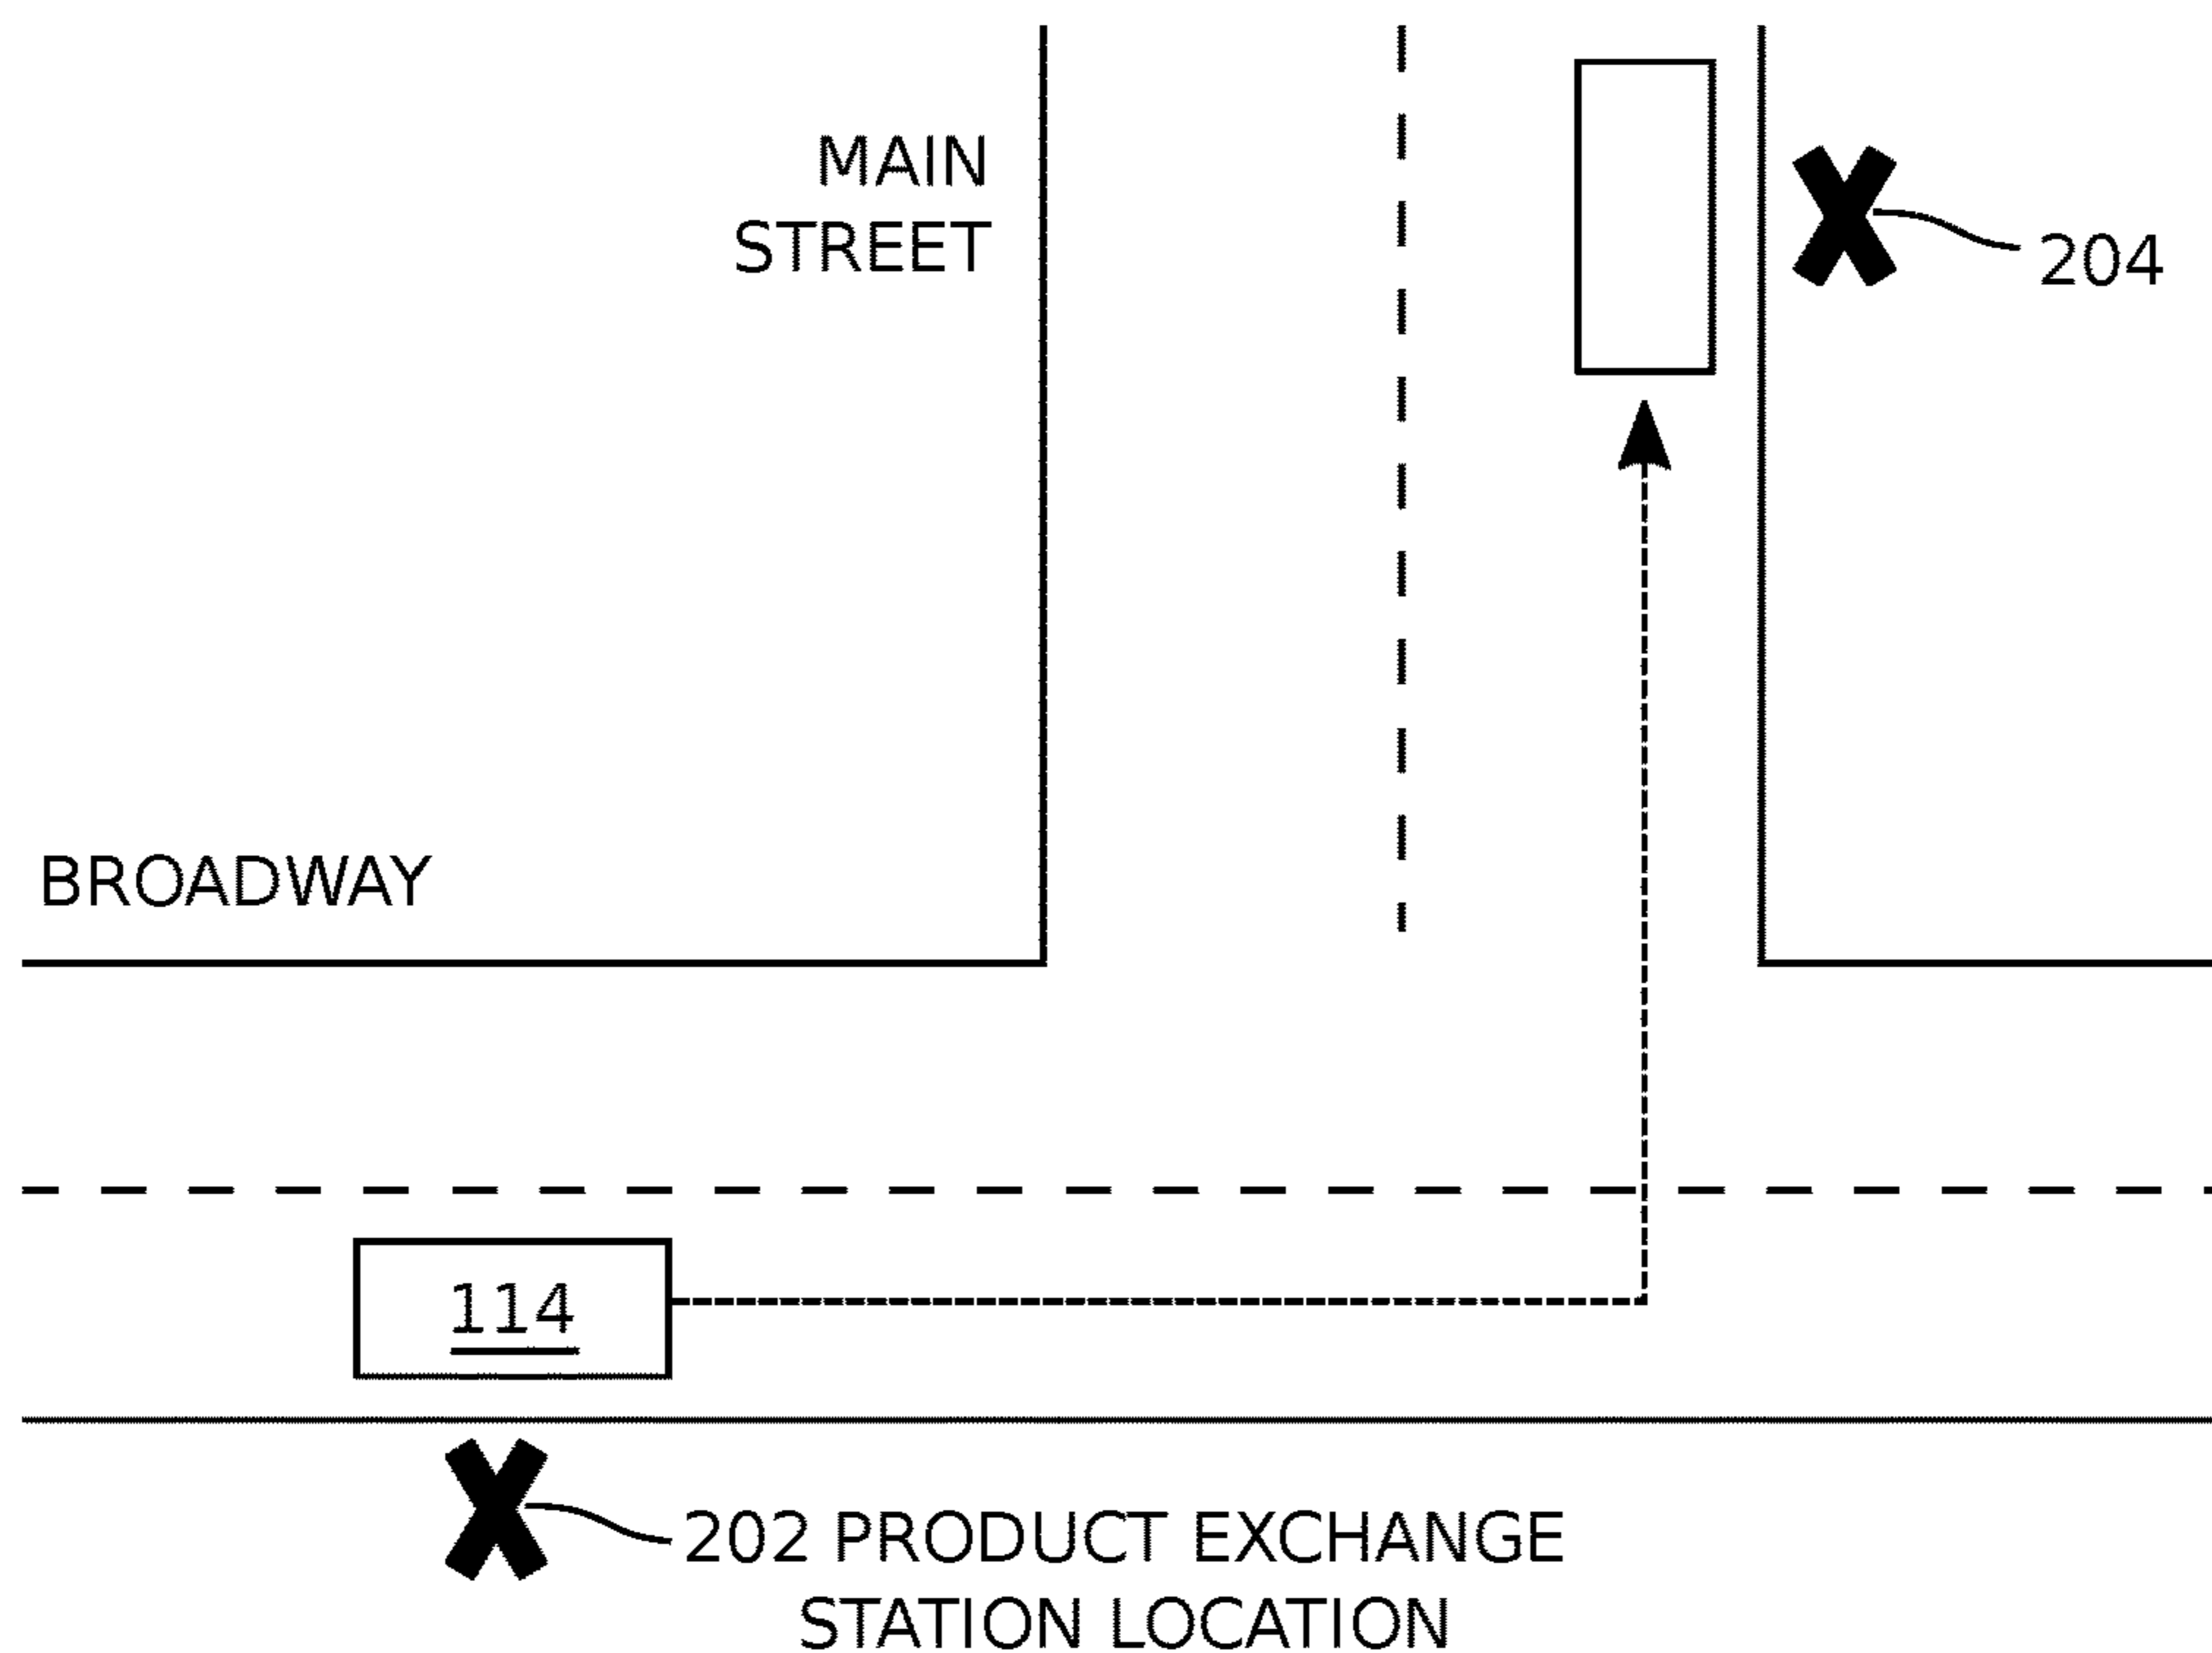 MAIN
STREET
204
BROADWAY
114
202 PRODUCT EXCHANGE
STATION LOCATION